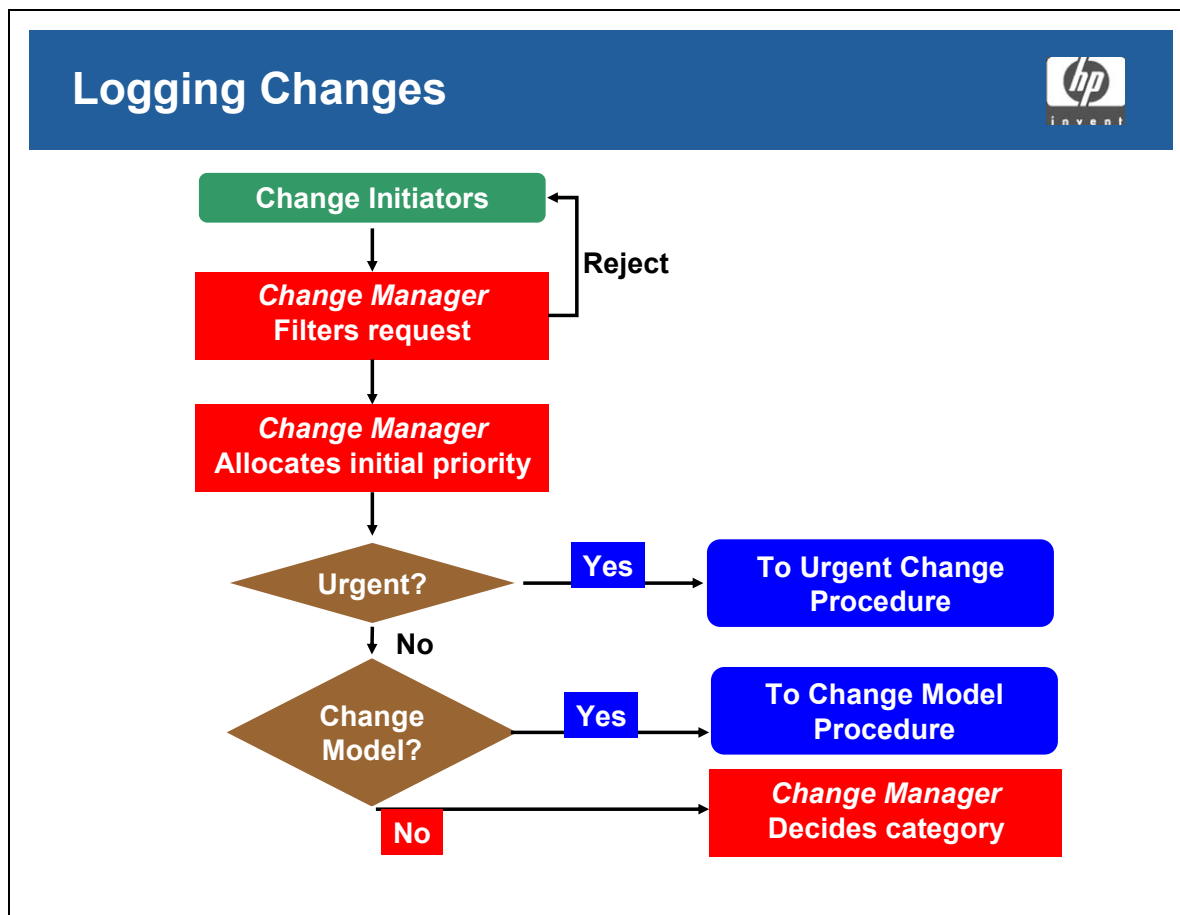 Logging Changes
hp
invent
Change Initiators
Reject
Change Manager
Filters request
Change Manager
Allocates initial priority
Urgent?
Yes
To Urgent Change
Procedure
No
Change
Model?
Yes
To Change Model
Procedure
No
Change Manager
Decides category